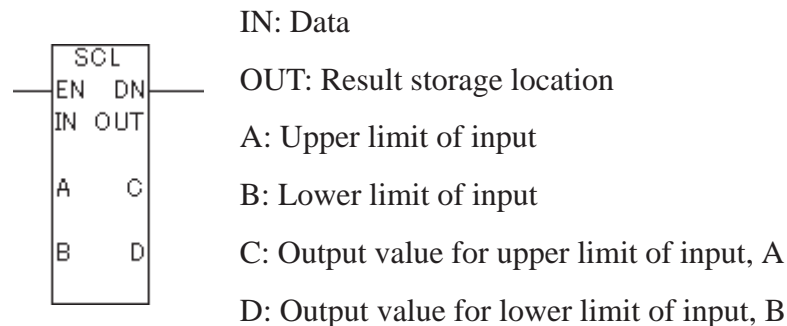 IN: Data
SCL
EN DN
OUT: Result storage location
IN OUT
A: Upper limit of input
A C
B: Lower limit of input
B D
C: Output value for upper limit of input, A
D: Output value for lower limit of input, B